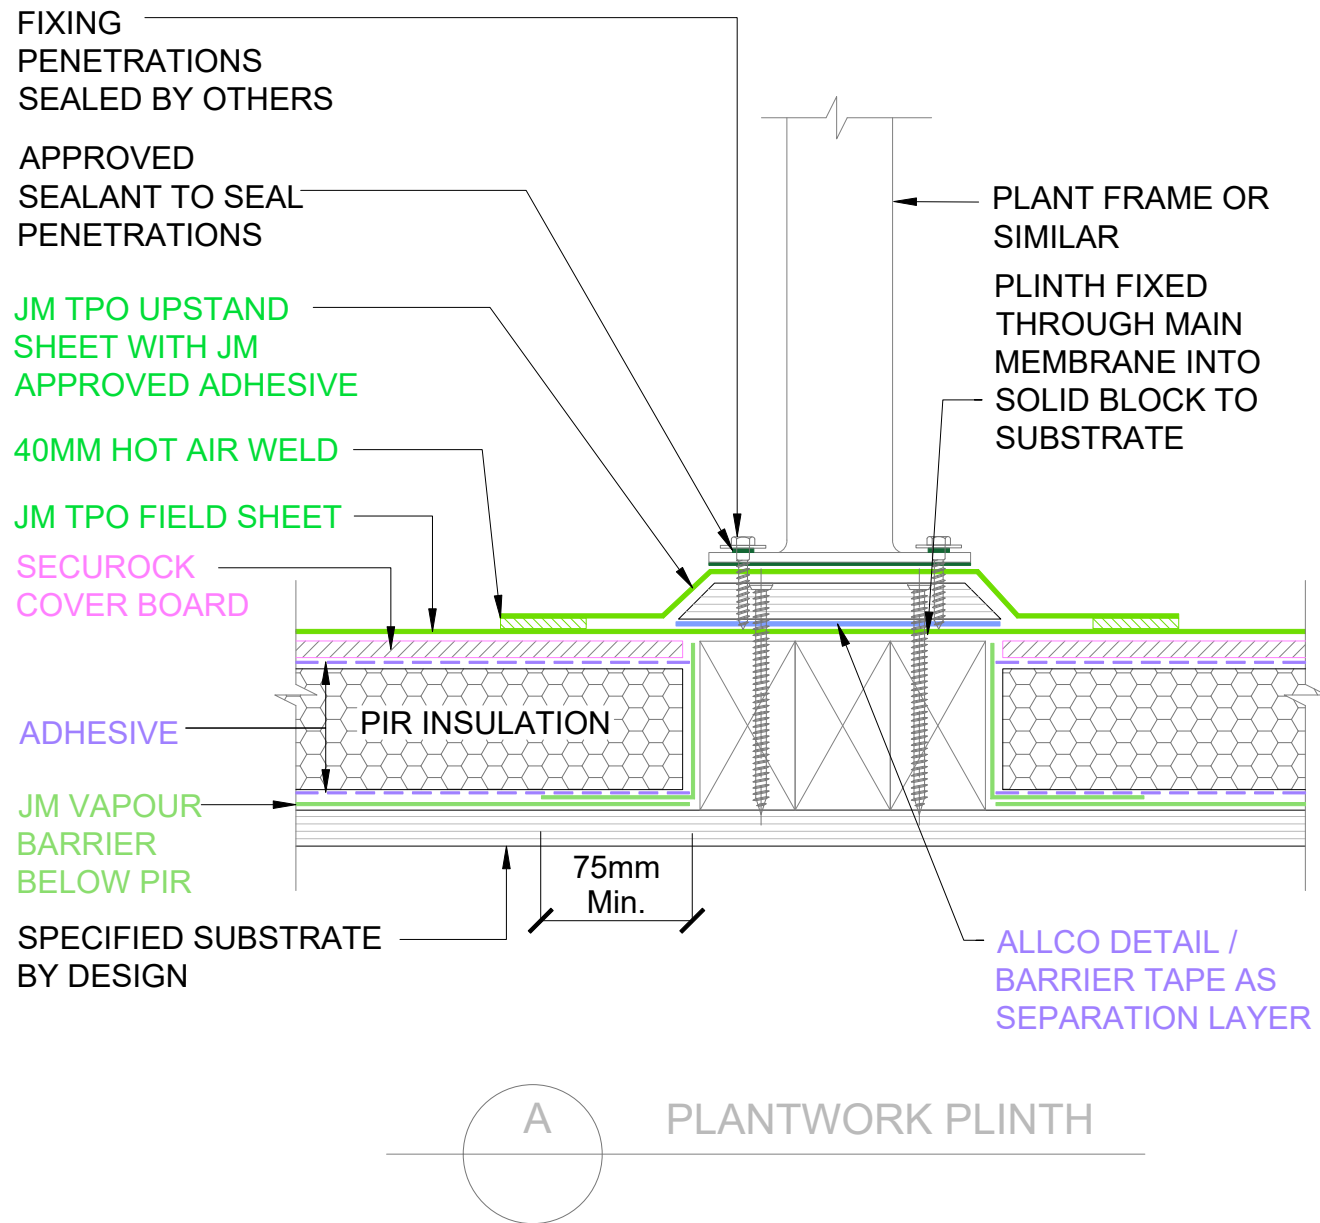 FIXING
PENETRATIONS
SEALED BY OTHERS
APPROVED
SEALANT TO SEAL
PENETRATIONS
JM TPO UPSTAND
SHEET WITH JM
APPROVED ADHESIVE
40MM HOT AIR WELD
JM TPO FIELD SHEET
SECUROCK
COVER BOARD
ADHESIVE
JM VAPOUR
BARRIER
BELOW PIR
SPECIFIED SUBSTRATE
BY DESIGN
PIR INSULATION
75mm
Min.
PLANT FRAME OR
SIMILAR
PLINTH FIXED
THROUGH MAIN
MEMBRANE INTO
SOLID BLOCK TO
SUBSTRATE
ALLCO DETAIL /
BARRIER TAPE AS
SEPARATION LAYER
A
PLANTWORK PLINTH